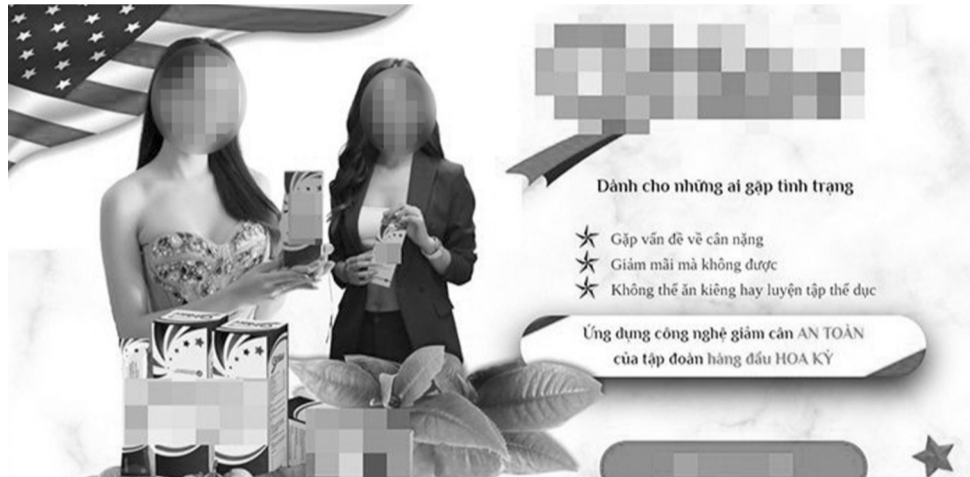 Dành cho những ai gặp tình trạng
Gặp vấn đề về cân nặng
Giảm mãi mà không được
Không thể ăn kiêng hay luyện tập thể dục
Ứng dụng công nghệ giảm cân AN TOÀN
của tập đoàn hàng đầu HOA KỲ